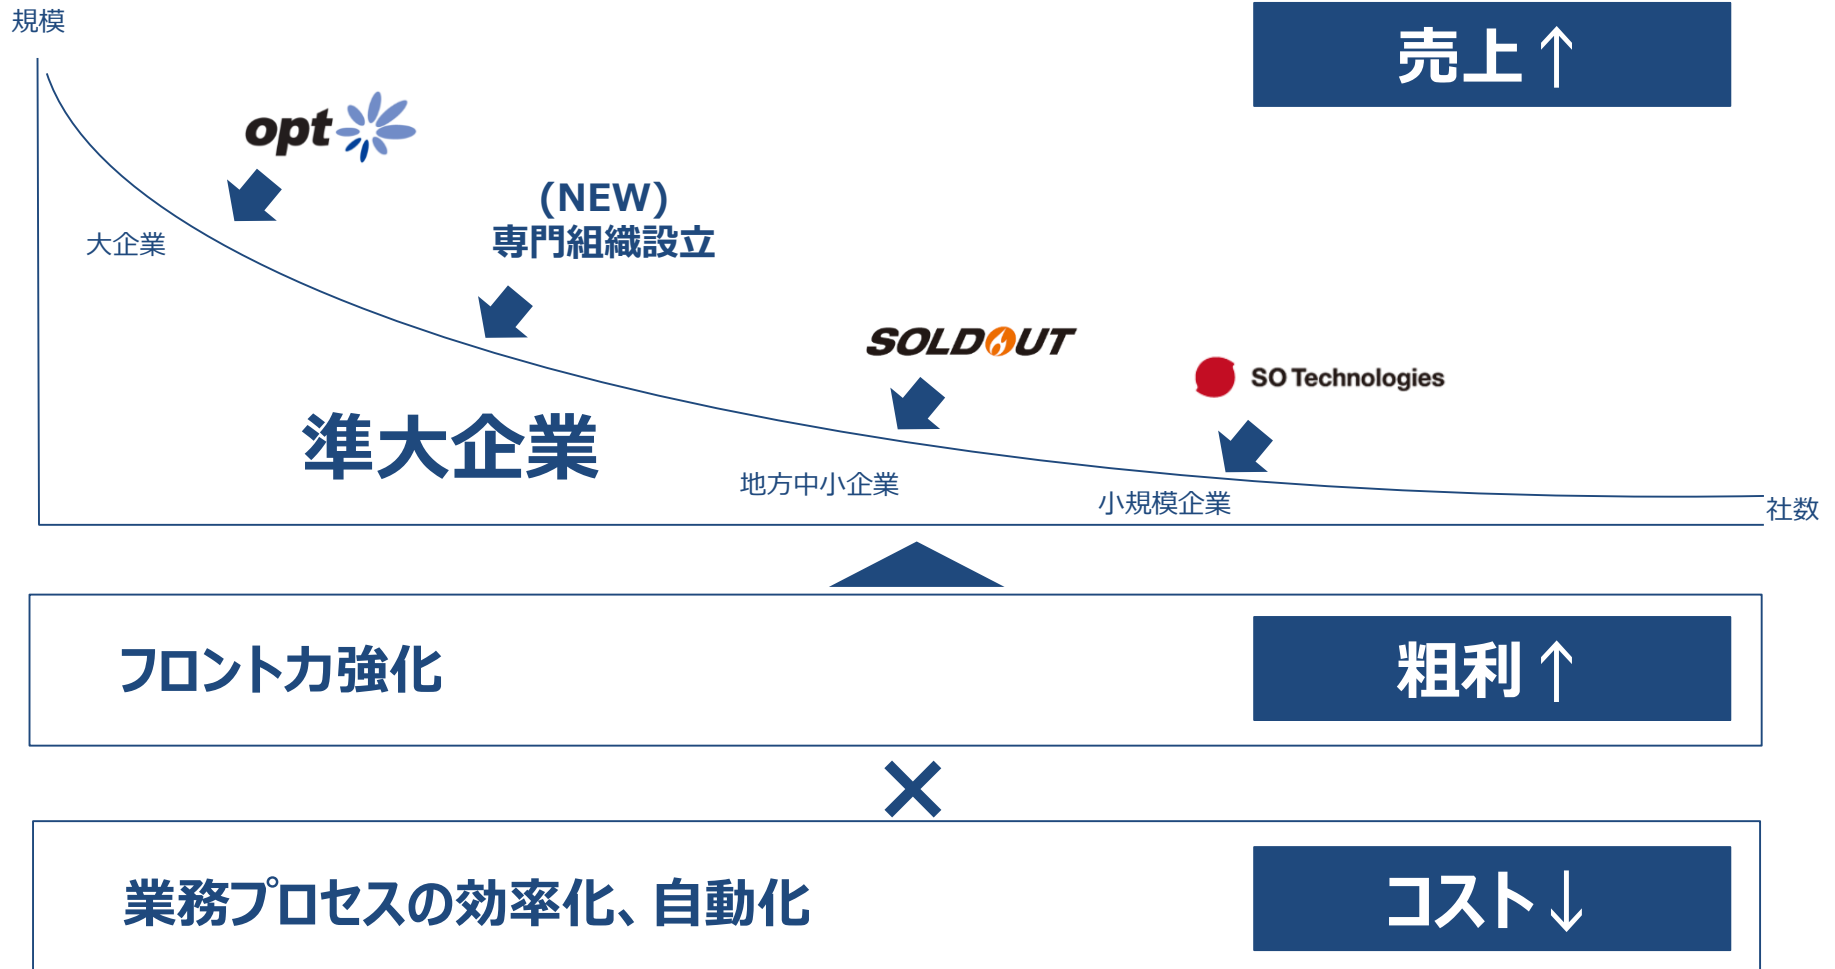 規模
売上↑
opt
(NEW)
専門組織設立
大企業
SOLDOUT
SO Technologies
準大企業
地方中小企業
小規模企業
社数
フロント力強化
粗利↑
×
業務プロセスの効率化、自動化
コスト↓